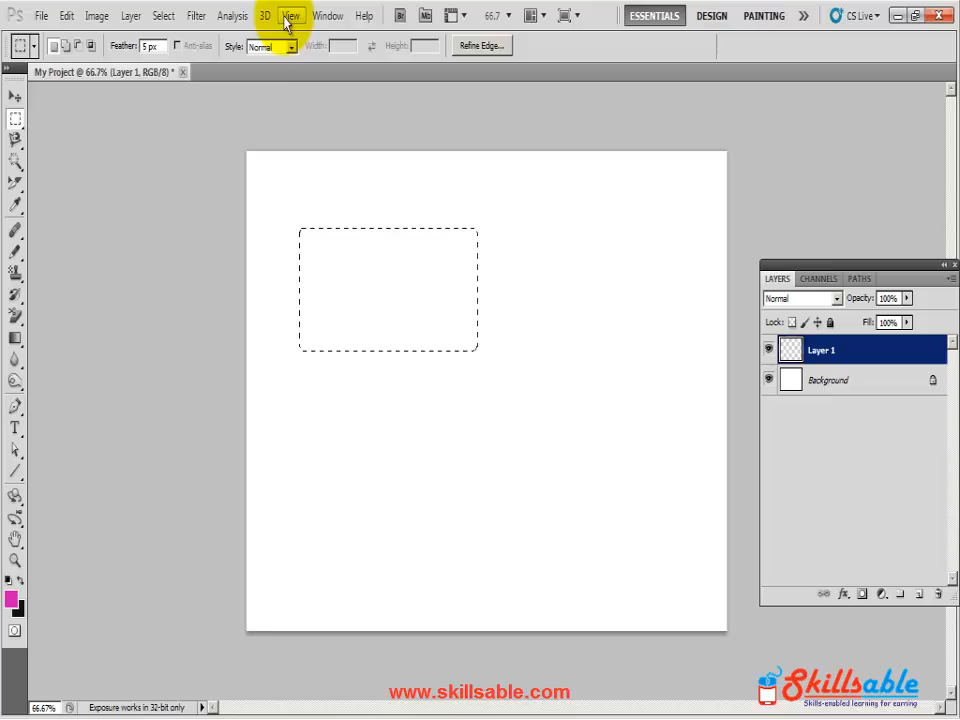 Ps File Edit Image Layer Select Filter Analysis 3D View Window Help Br Mb 66.7 ESSENTIALS DESIGN PAINTING CS Live
Feather: 5 px Anti-alias Style: Normal Width: Height: Refine Edge...
My Project @ 66.7% (Layer 1, RGB/8) *
LAYERS CHANNELS PATHS
Normal Opacity: 100%
Lock: Fill: 100%
Layer 1
Background
www.skillsable.com
Skillsable
Skills-enabled learning for earning
66.67% Exposure works in 32-bit only